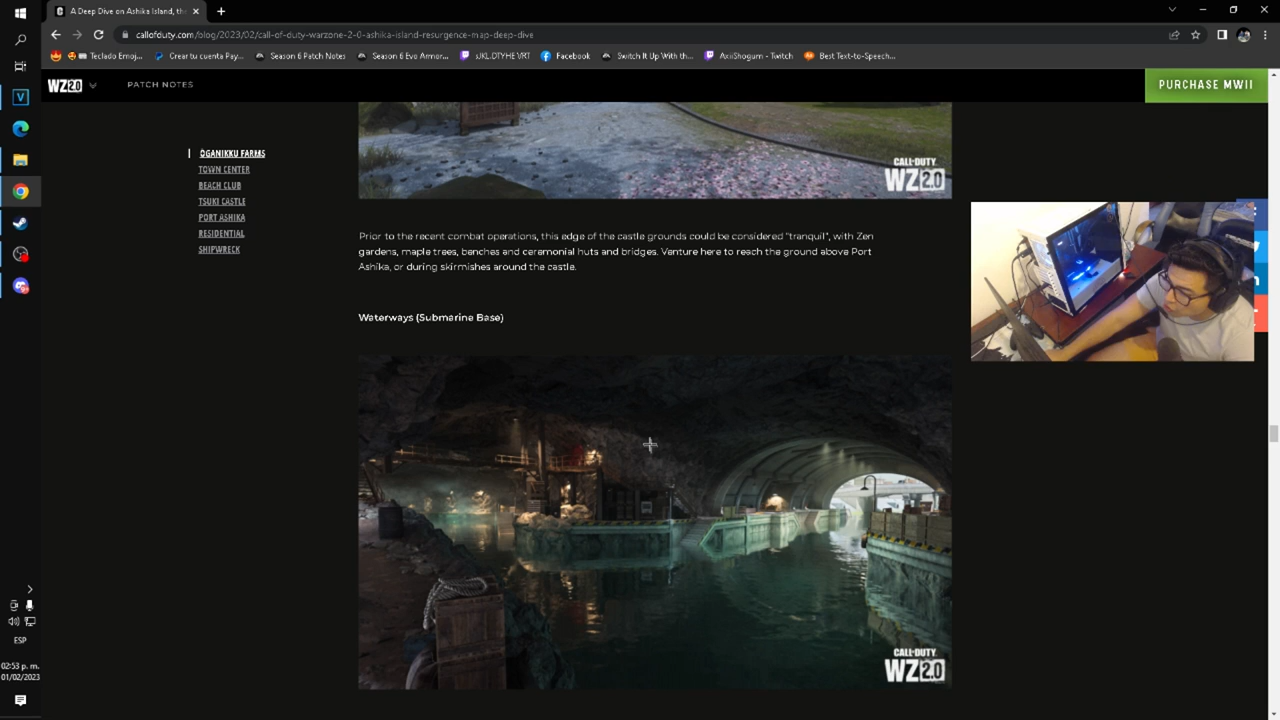 A Deep Dive on Ashika Island, the
callofduty.com/blog/2023/02/call-of-duty-warzone-2-0-ashika-island-resurgence-map-deep-dive
Teclado Emoj...
Crear tu cuenta Pay...
Season 6 Patch Notes
Season 6 Evo Armor...
Facebook
Switch It Up With th...
AxiiShogum - Twitch
Best Text-to-Speech...
WZ2.0
PATCH NOTES
PURCHASE MWII
ŌGANIKKU FARMS
TOWN CENTER
BEACH CLUB
TSUKI CASTLE
PORT ASHIKA
RESIDENTIAL
SHIPWRECK
CALL·DUTY
WZ2.0
Prior to the recent combat operations, this edge of the castle grounds could be considered "tranquil", with Zen
gardens, maple trees, benches and ceremonial huts and bridges. Venture here to reach the ground above Port
Ashika, or during skirmishes around the castle.
Waterways (Submarine Base)
CALL·DUTY
WZ2.0
ESP
02:53 p. m.
01/02/2023